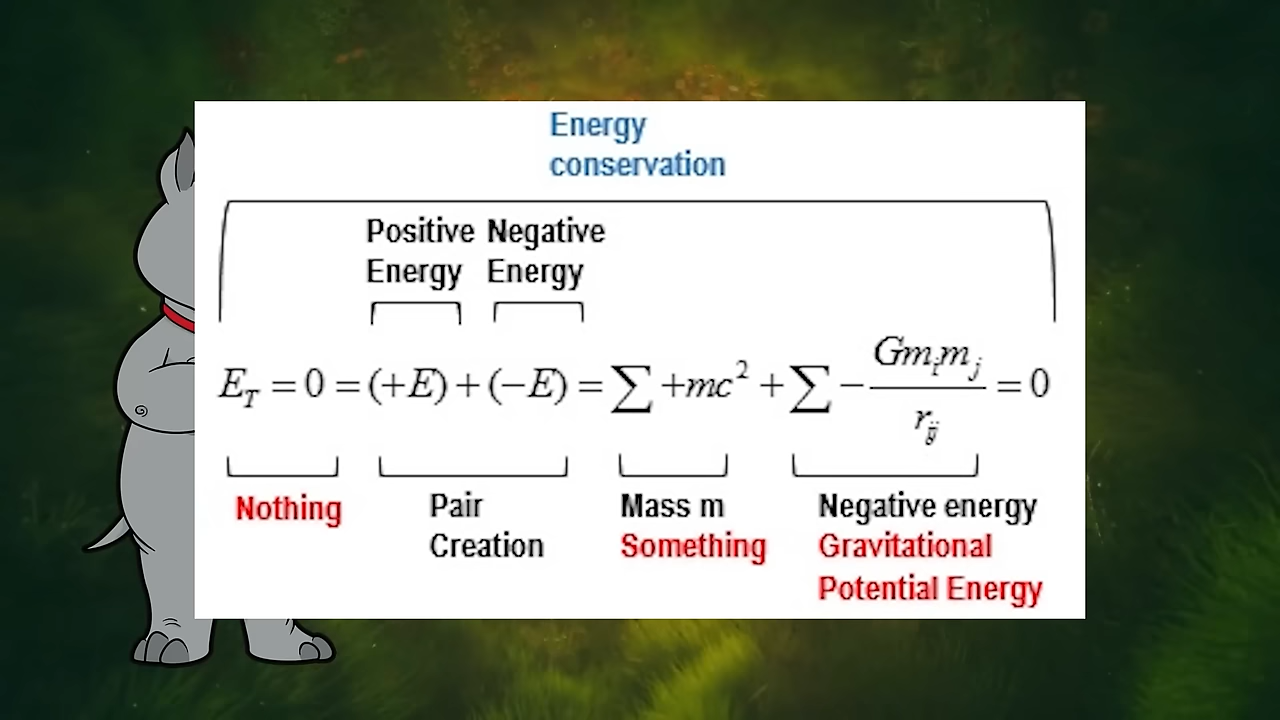 Energy
conservation
Positive Negative
Energy Energy
E_T = 0 = (+E) + (−E) = ∑ +mc² + ∑ − Gm_i m_j / r_ij = 0
Nothing
Pair
Creation
Mass m
Something
Negative energy
Gravitational
Potential Energy